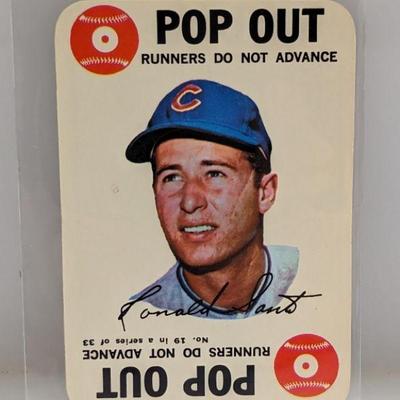 POP OUT
RUNNERS DO NOT ADVANCE
C
Ronald Santo
No. 19 in a series of 33
RUNNERS DO NOT ADVANCE
POP OUT